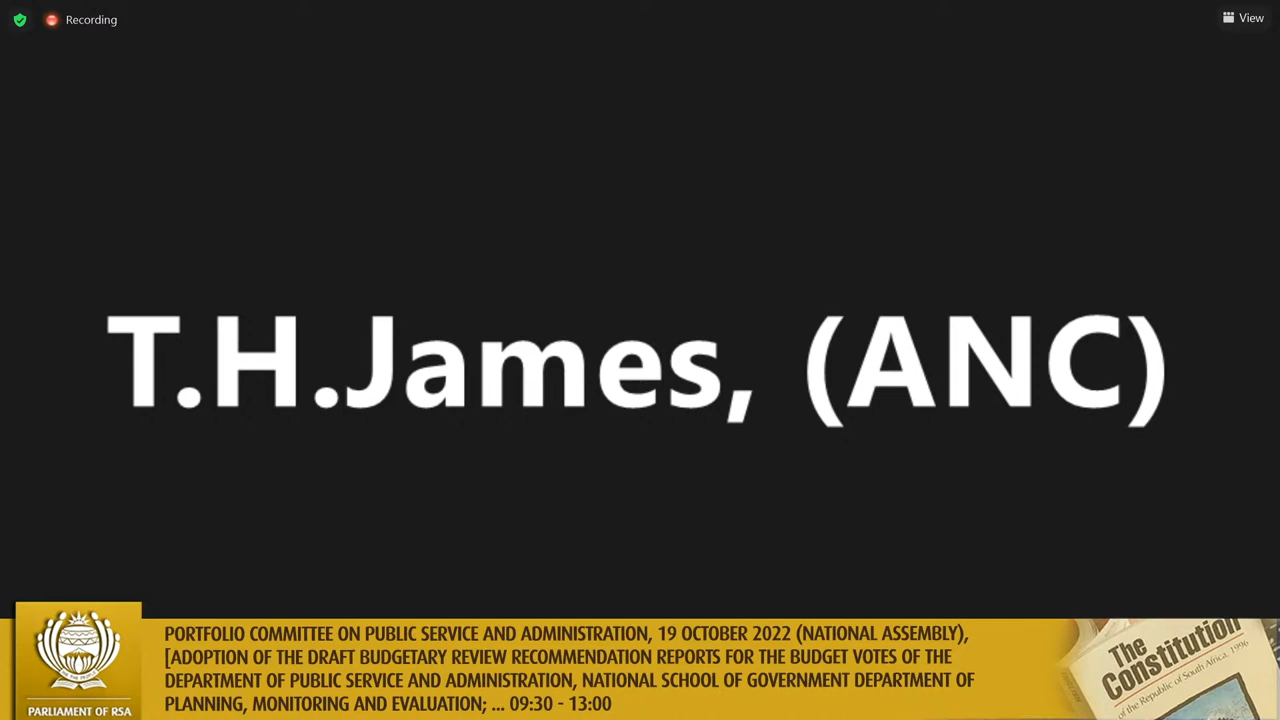 Recording
View
T.H.James, (ANC)
PORTFOLIO COMMITTEE ON PUBLIC SERVICE AND ADMINISTRATION, 19 OCTOBER 2022 (NATIONAL ASSEMBLY),
[ADOPTION OF THE DRAFT BUDGETARY REVIEW RECOMMENDATION REPORTS FOR THE BUDGET VOTES OF THE
DEPARTMENT OF PUBLIC SERVICE AND ADMINISTRATION, NATIONAL SCHOOL OF GOVERNMENT DEPARTMENT OF
PLANNING, MONITORING AND EVALUATION; ... 09:30 - 13:00
PARLIAMENT OF RSA
The
Constitution
of the Republic of South Africa, 1996